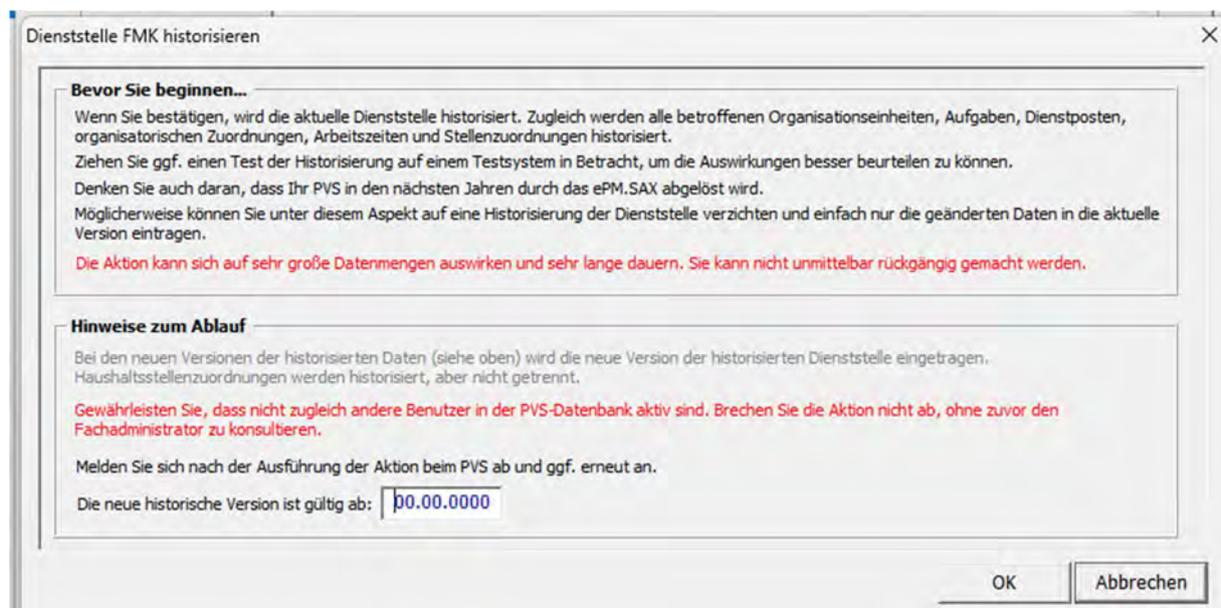 Dienststelle FMK historisieren
Bevor Sie beginnen...
Wenn Sie bestätigen, wird die aktuelle Dienststelle historisiert. Zugleich werden alle betroffenen Organisationseinheiten, Aufgaben, Dienstposten,
organisatorischen Zuordnungen, Arbeitszeiten und Stellenzuordnungen historisiert.
Ziehen Sie ggf. einen Test der Historisierung auf einem Testsystem in Betracht, um die Auswirkungen besser beurteilen zu können.
Denken Sie auch daran, dass Ihr PVS in den nächsten Jahren durch das ePM.SAX abgelöst wird.
Möglicherweise können Sie unter diesem Aspekt auf eine Historisierung der Dienststelle verzichten und einfach nur die geänderten Daten in die aktuelle
Version eintragen.
Die Aktion kann sich auf sehr große Datenmengen auswirken und sehr lange dauern. Sie kann nicht unmittelbar rückgängig gemacht werden.
Hinweise zum Ablauf
Bei den neuen Versionen der historisierten Daten (siehe oben) wird die neue Version der historisierten Dienststelle eingetragen.
Haushaltsstellenzuordnungen werden historisiert, aber nicht getrennt.
Gewährleisten Sie, dass nicht zugleich andere Benutzer in der PVS-Datenbank aktiv sind. Brechen Sie die Aktion nicht ab, ohne zuvor den
Fachadministrator zu konsultieren.
Melden Sie sich nach der Ausführung der Aktion beim PVS ab und ggf. erneut an.
Die neue historische Version ist gültig ab: 00.00.0000
OK Abbrechen